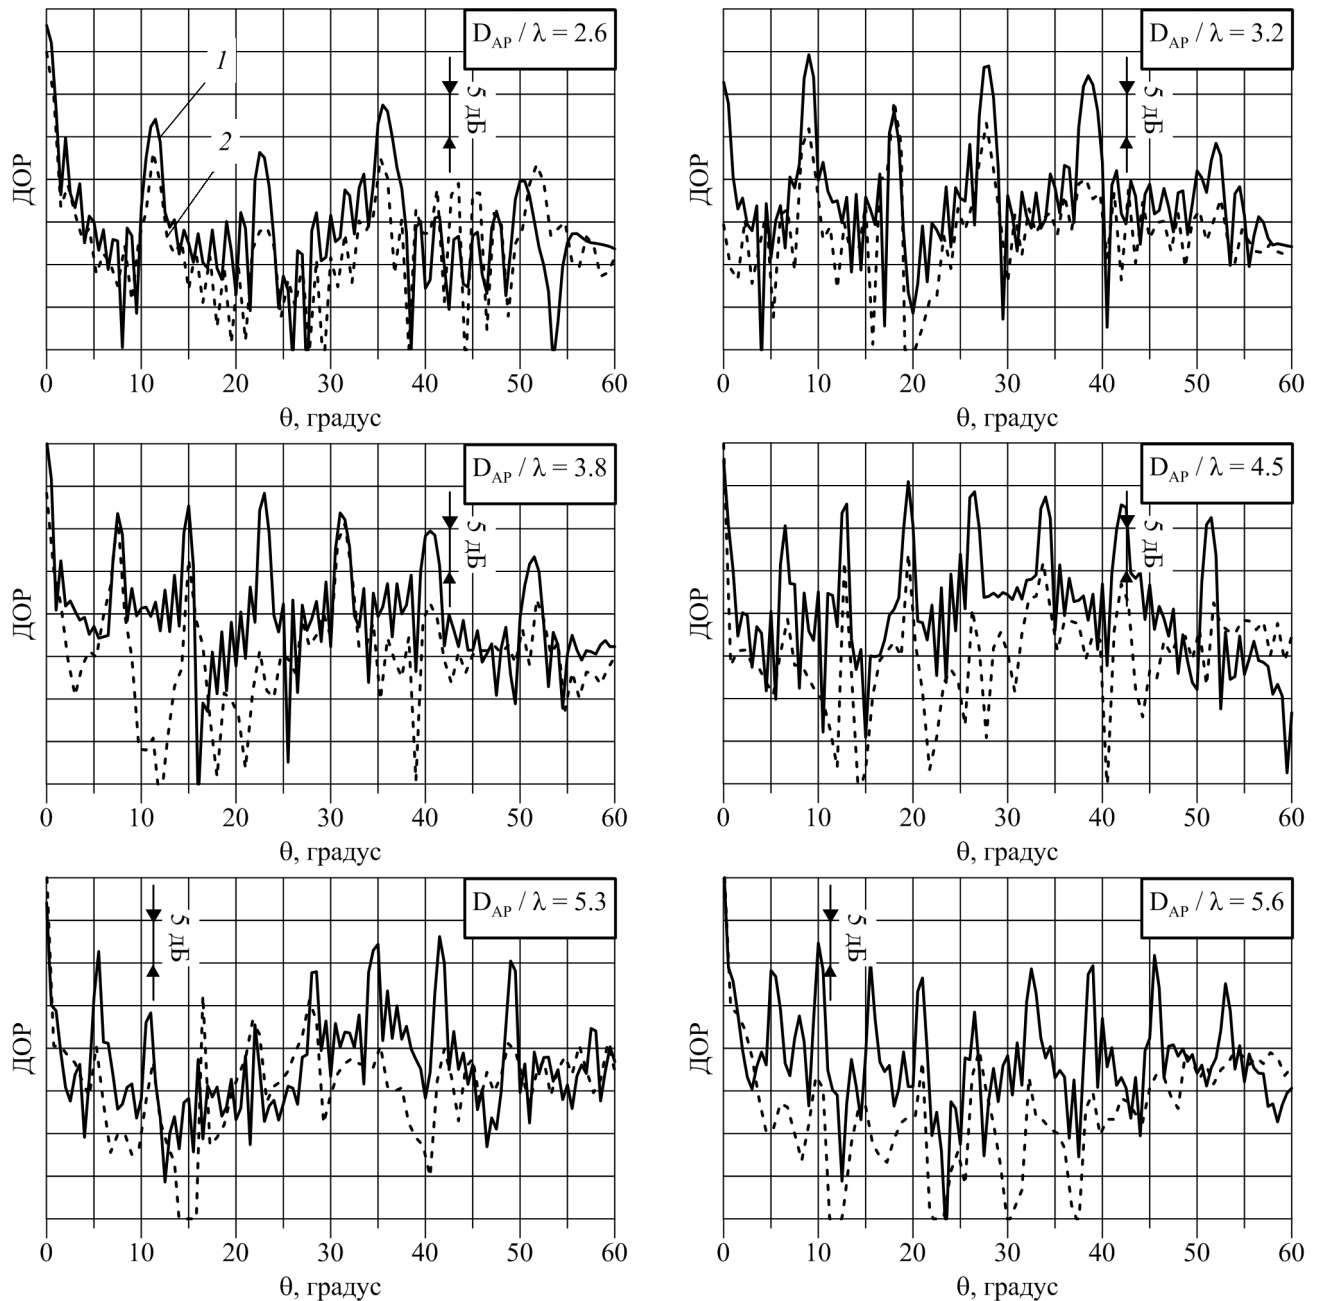 D_AP / λ = 2.6
1
2
5 дБ
ДОР
0 10 20 30 40 50 60
θ, градус
D_AP / λ = 3.2
5 дБ
ДОР
0 10 20 30 40 50 60
θ, градус
D_AP / λ = 3.8
5 дБ
ДОР
0 10 20 30 40 50 60
θ, градус
D_AP / λ = 4.5
5 дБ
ДОР
0 10 20 30 40 50 60
θ, градус
D_AP / λ = 5.3
5 дБ
ДОР
0 10 20 30 40 50 60
θ, градус
D_AP / λ = 5.6
5 дБ
ДОР
0 10 20 30 40 50 60
θ, градус